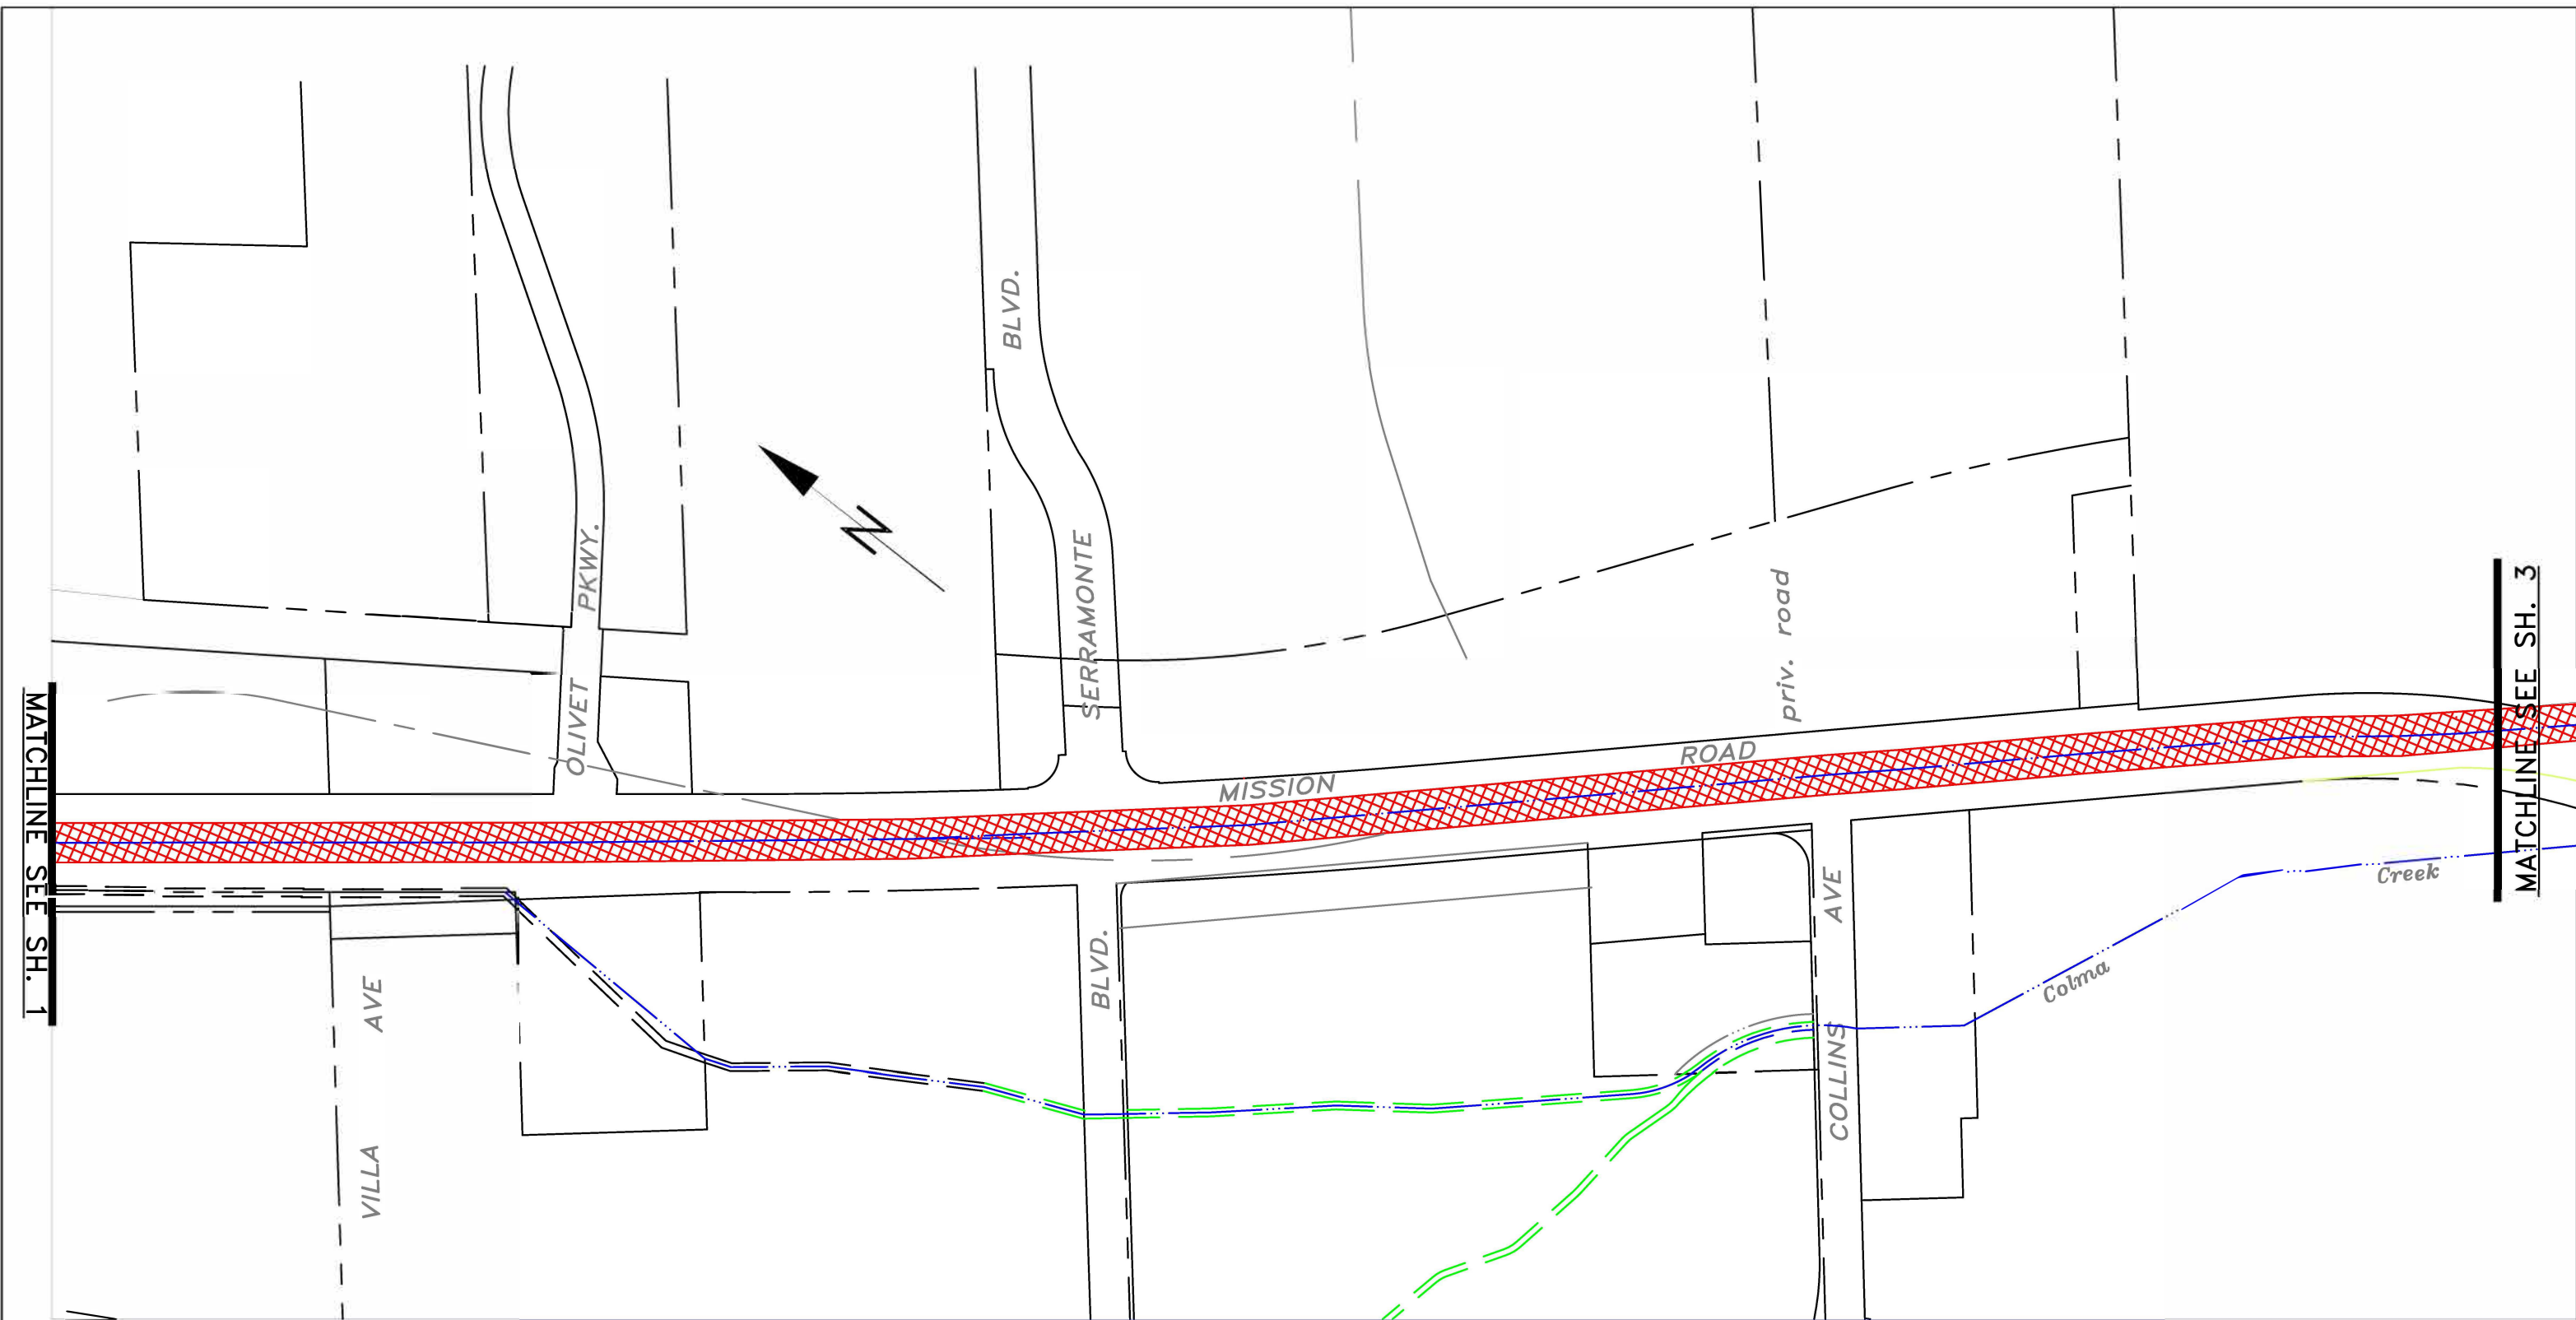 BLVD.
N
PKWY.
SERRAMONTE
priv. road
MATCHLINE SEE SH. 3
OLIVET
MATCHLINE SEE SH. 1
MISSION ROAD
AVE
Creek
BLVD.
Colma
VILLA AVE
COLLINS